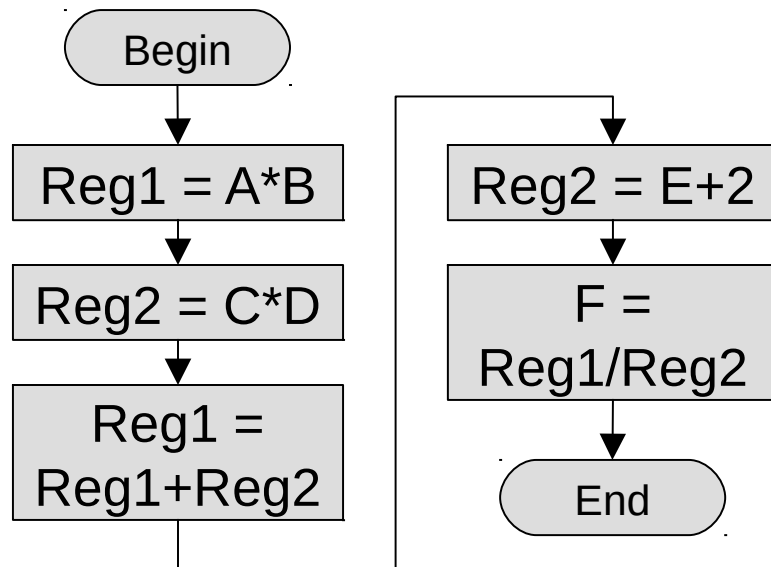 Begin
Reg1 = A*B
Reg2 = C*D
Reg1 =
Reg1+Reg2
Reg2 = E+2
F =
Reg1/Reg2
End